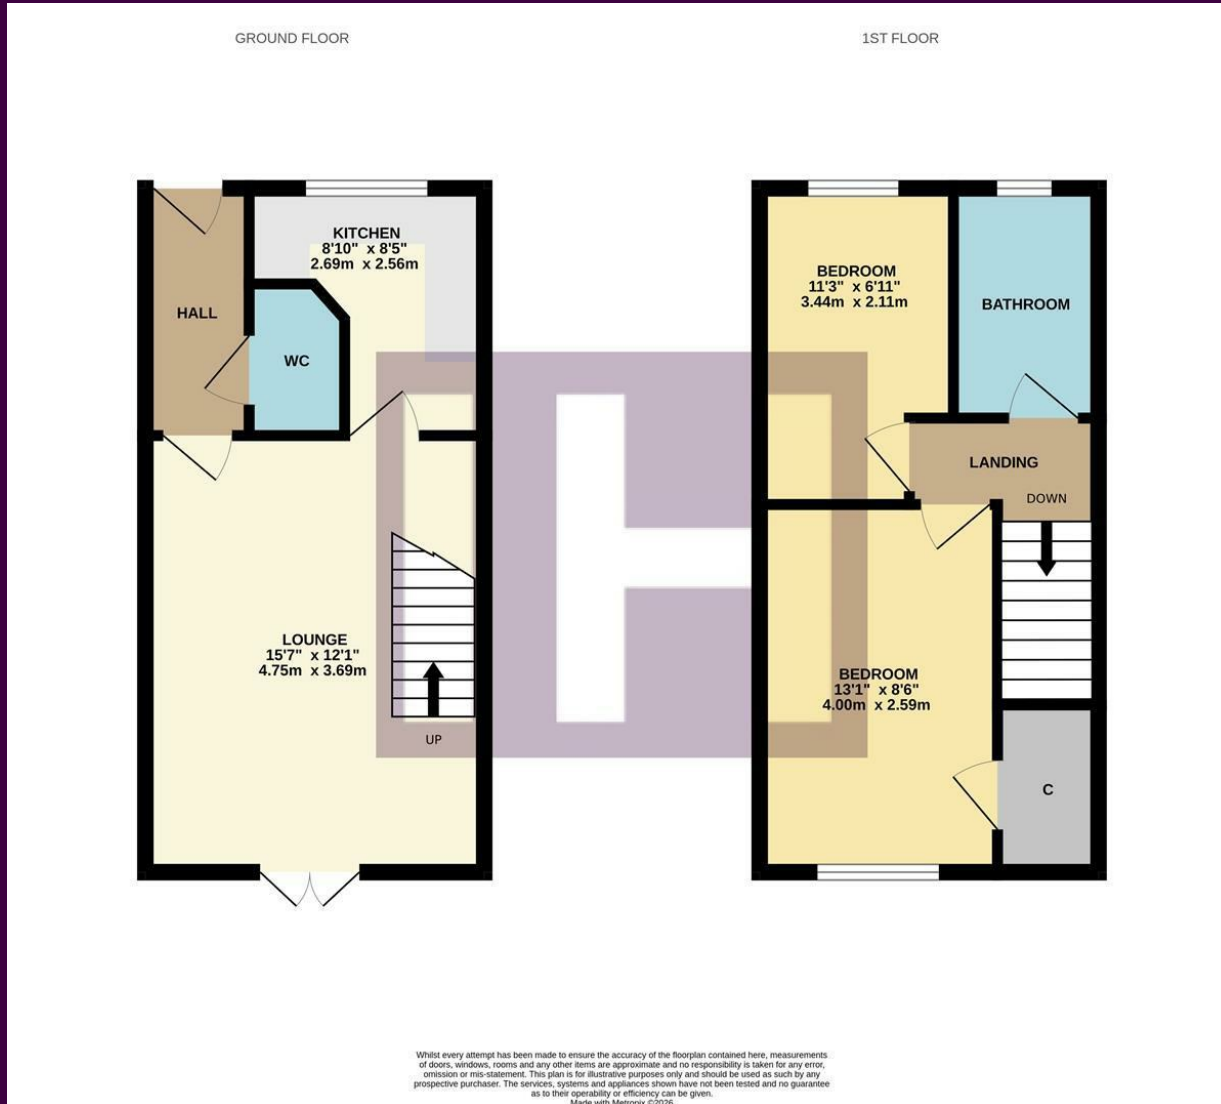 GROUND FLOOR
1ST FLOOR
KITCHEN
8'10" x 8'5"
2.69m x 2.56m
HALL
WC
LOUNGE
15'7" x 12'1"
4.75m x 3.69m
UP
BEDROOM
11'3" x 6'11"
3.44m x 2.11m
BATHROOM
LANDING
DOWN
BEDROOM
13'1" x 8'6"
4.00m x 2.59m
C
Whilst every attempt has been made to ensure the accuracy of the floorplan contained here, measurements
of doors, windows, rooms and any other items are approximate and no responsibility is taken for any error,
omission or mis-statement. This plan is for illustrative purposes only and should be used as such by any
prospective purchaser. The services, systems and appliances shown have not been tested and no guarantee
as to their operability or efficiency can be given.
Made with Metropix ©2026